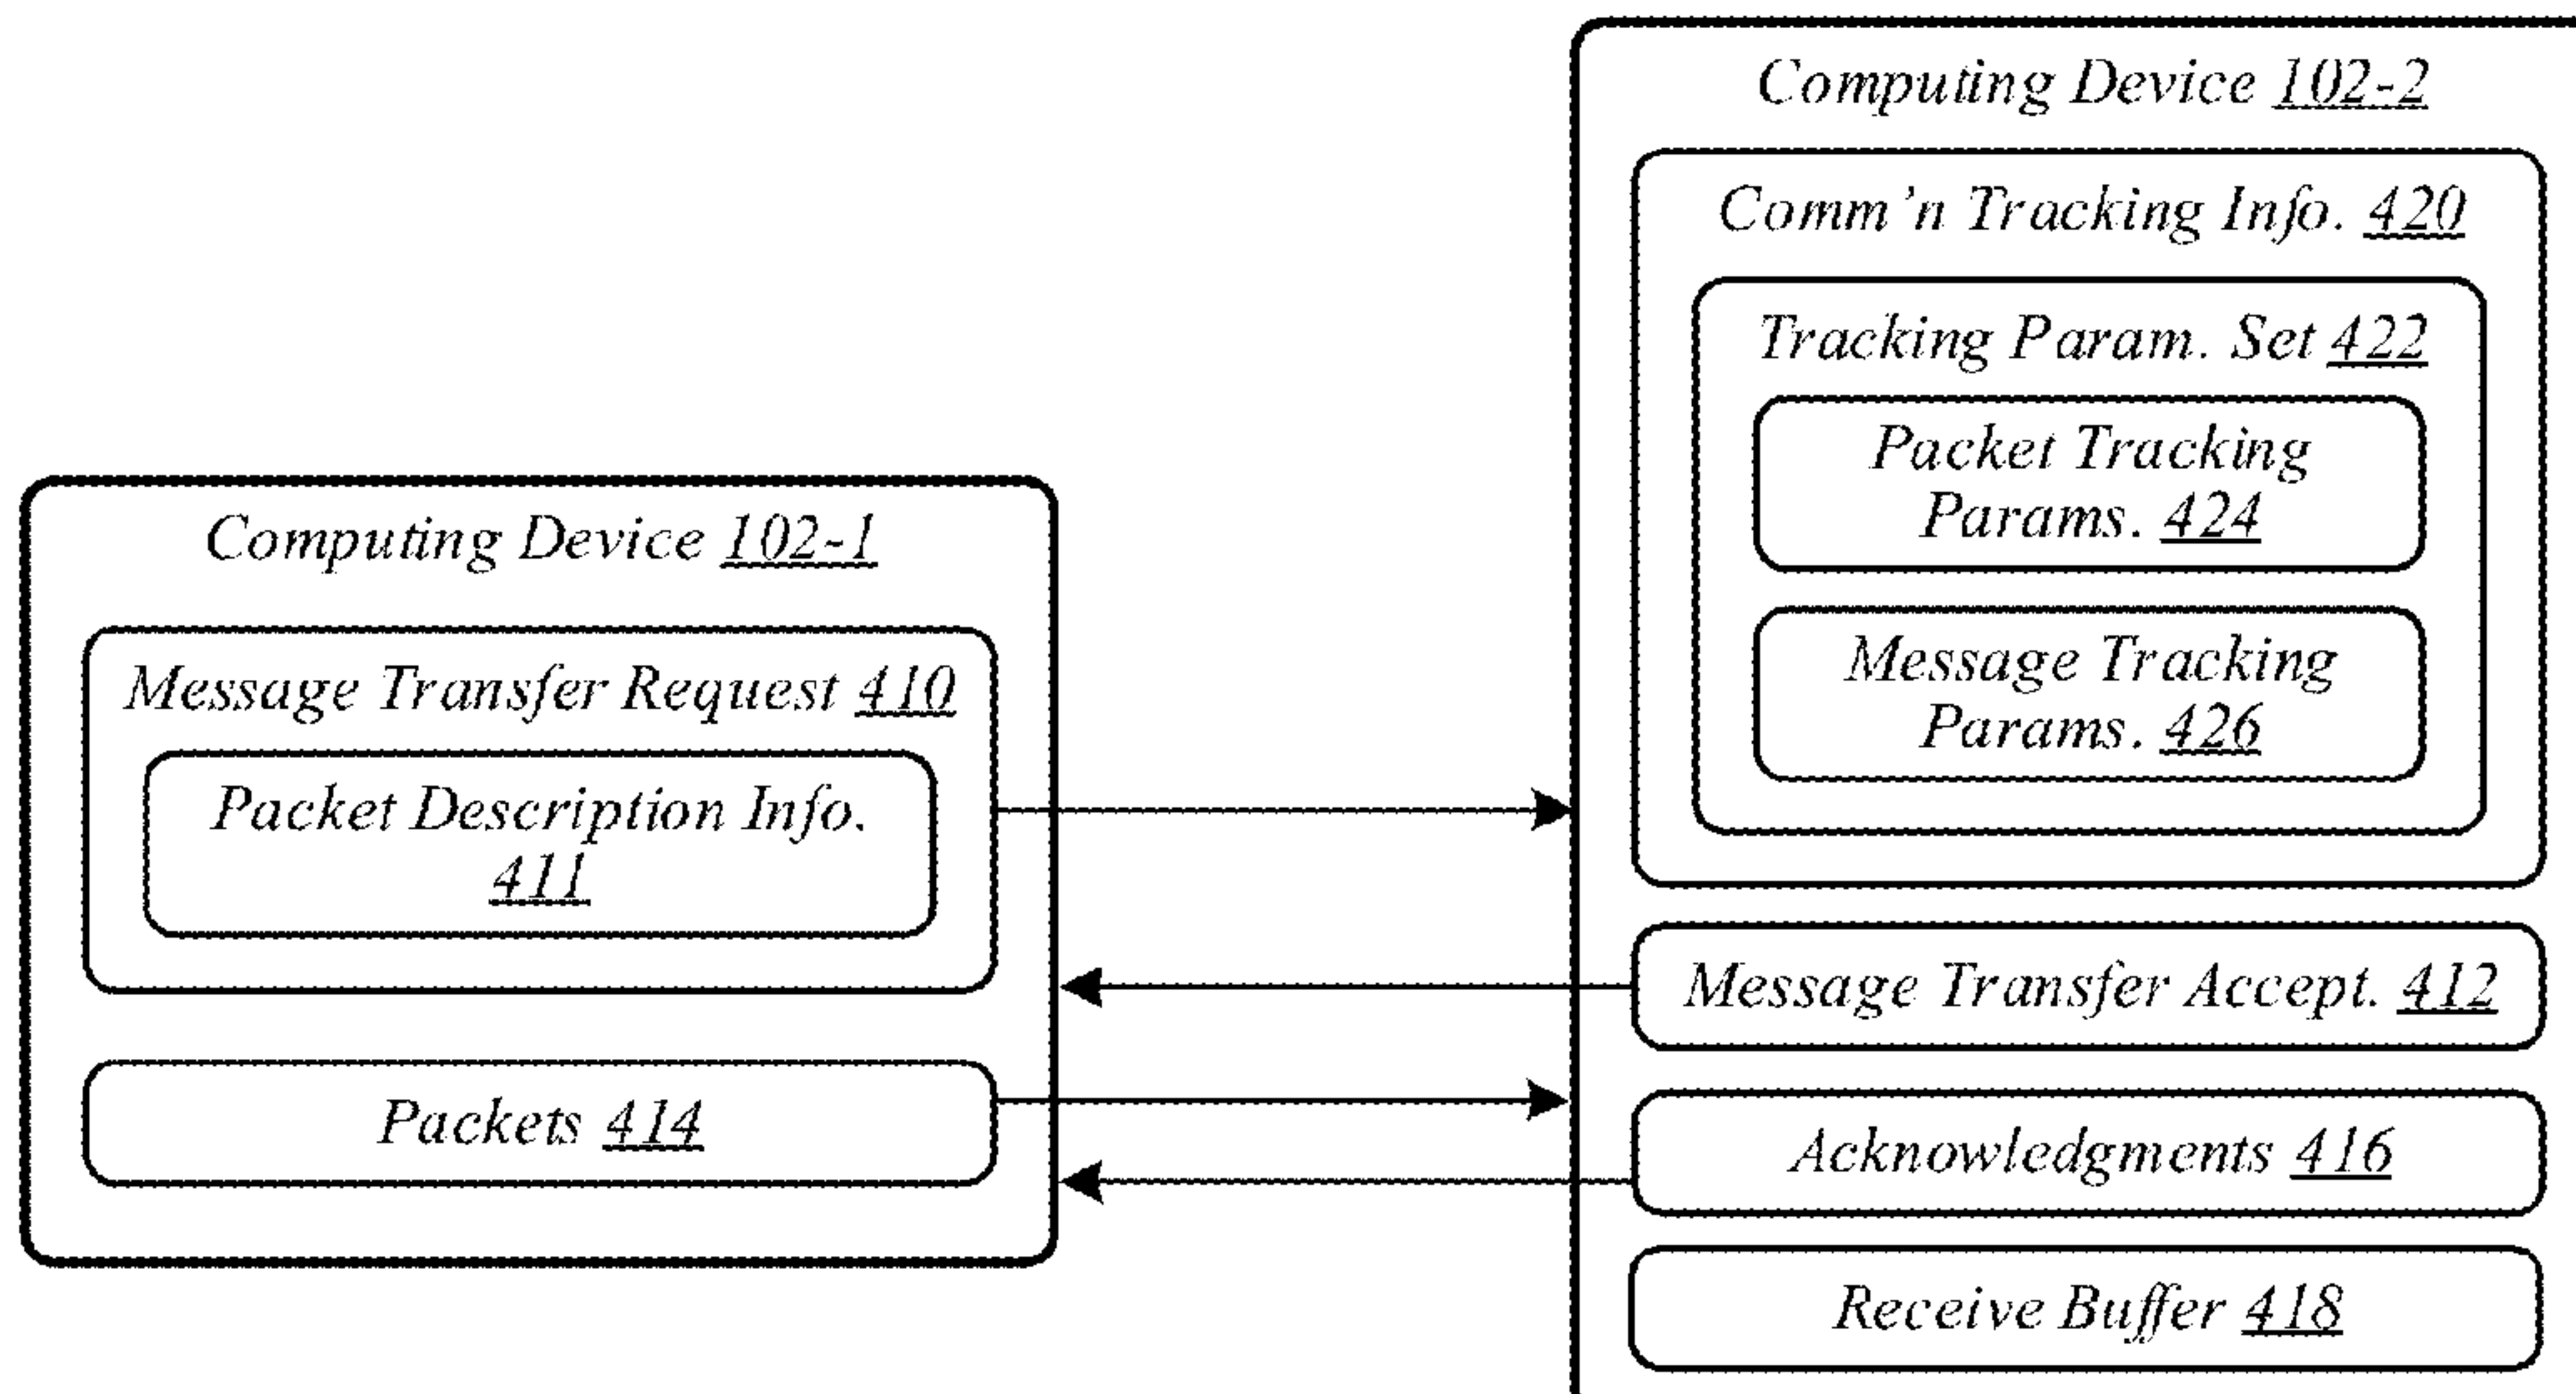 Computing Device 102-1
Message Transfer Request 410
Packet Description Info.
411
Packets 414
Computing Device 102-2
Comm'n Tracking Info. 420
Tracking Param. Set 422
Packet Tracking
Params. 424
Message Tracking
Params. 426
Message Transfer Accept. 412
Acknowledgments 416
Receive Buffer 418